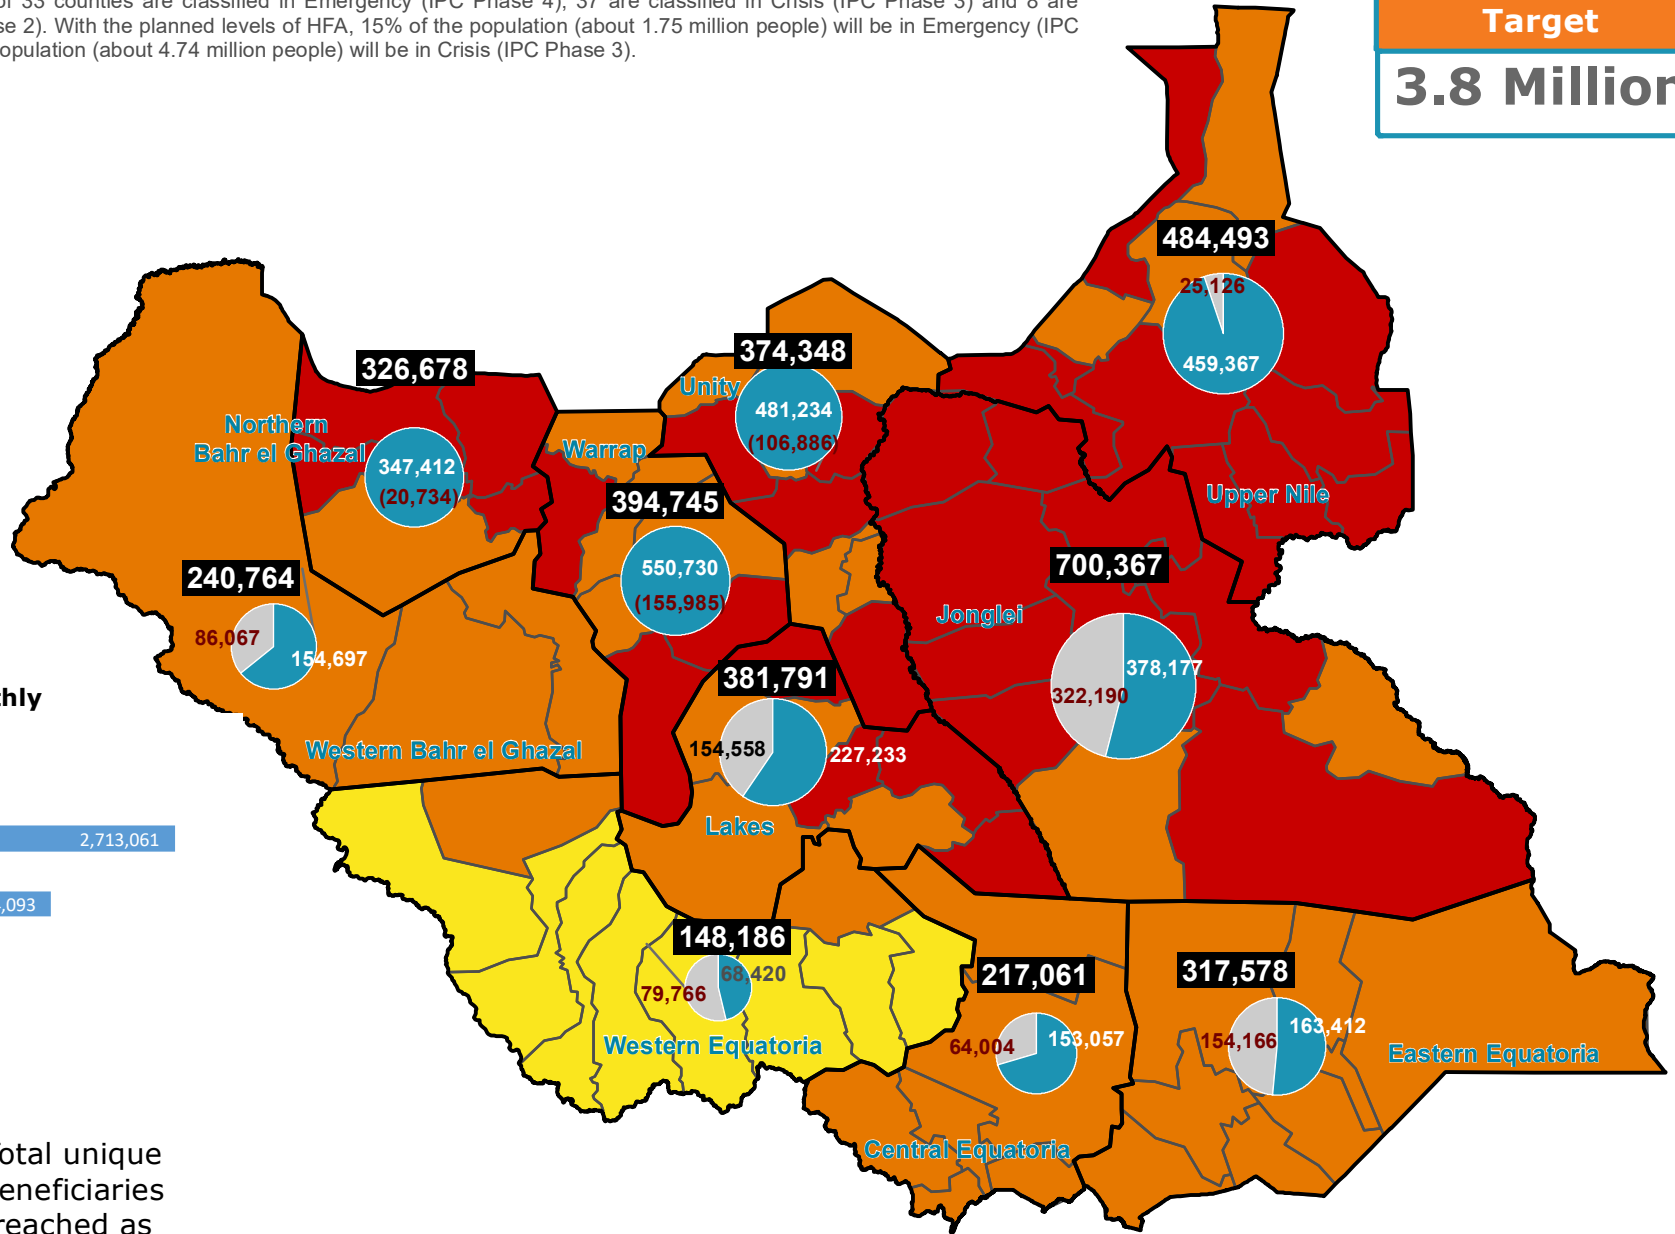 of 33 counties are classified in Emergency (IPC Phase 4), 37 are classified in Crisis (IPC Phase 3) and 8 are
se 2). With the planned levels of HFA, 15% of the population (about 1.75 million people) will be in Emergency (IPC
opulation (about 4.74 million people) will be in Crisis (IPC Phase 3).
Target
3.8 Million
484,493
25,126
459,367
374,348
Unity
481,234
(106,886)
326,678
Northern
Bahr el Ghazal
347,412
(20,734)
Warrap
394,745
550,730
(155,985)
Upper Nile
700,367
Jonglei
378,177
322,190
240,764
86,067
154,697
381,791
154,558
227,233
Lakes
Western Bahr el Ghazal
thly
2,713,061
,093
148,186
68,420
79,766
Western Equatoria
217,061
64,004
153,057
Central Equatoria
317,578
154,166
163,412
Eastern Equatoria
Total unique
beneficiaries
reached as